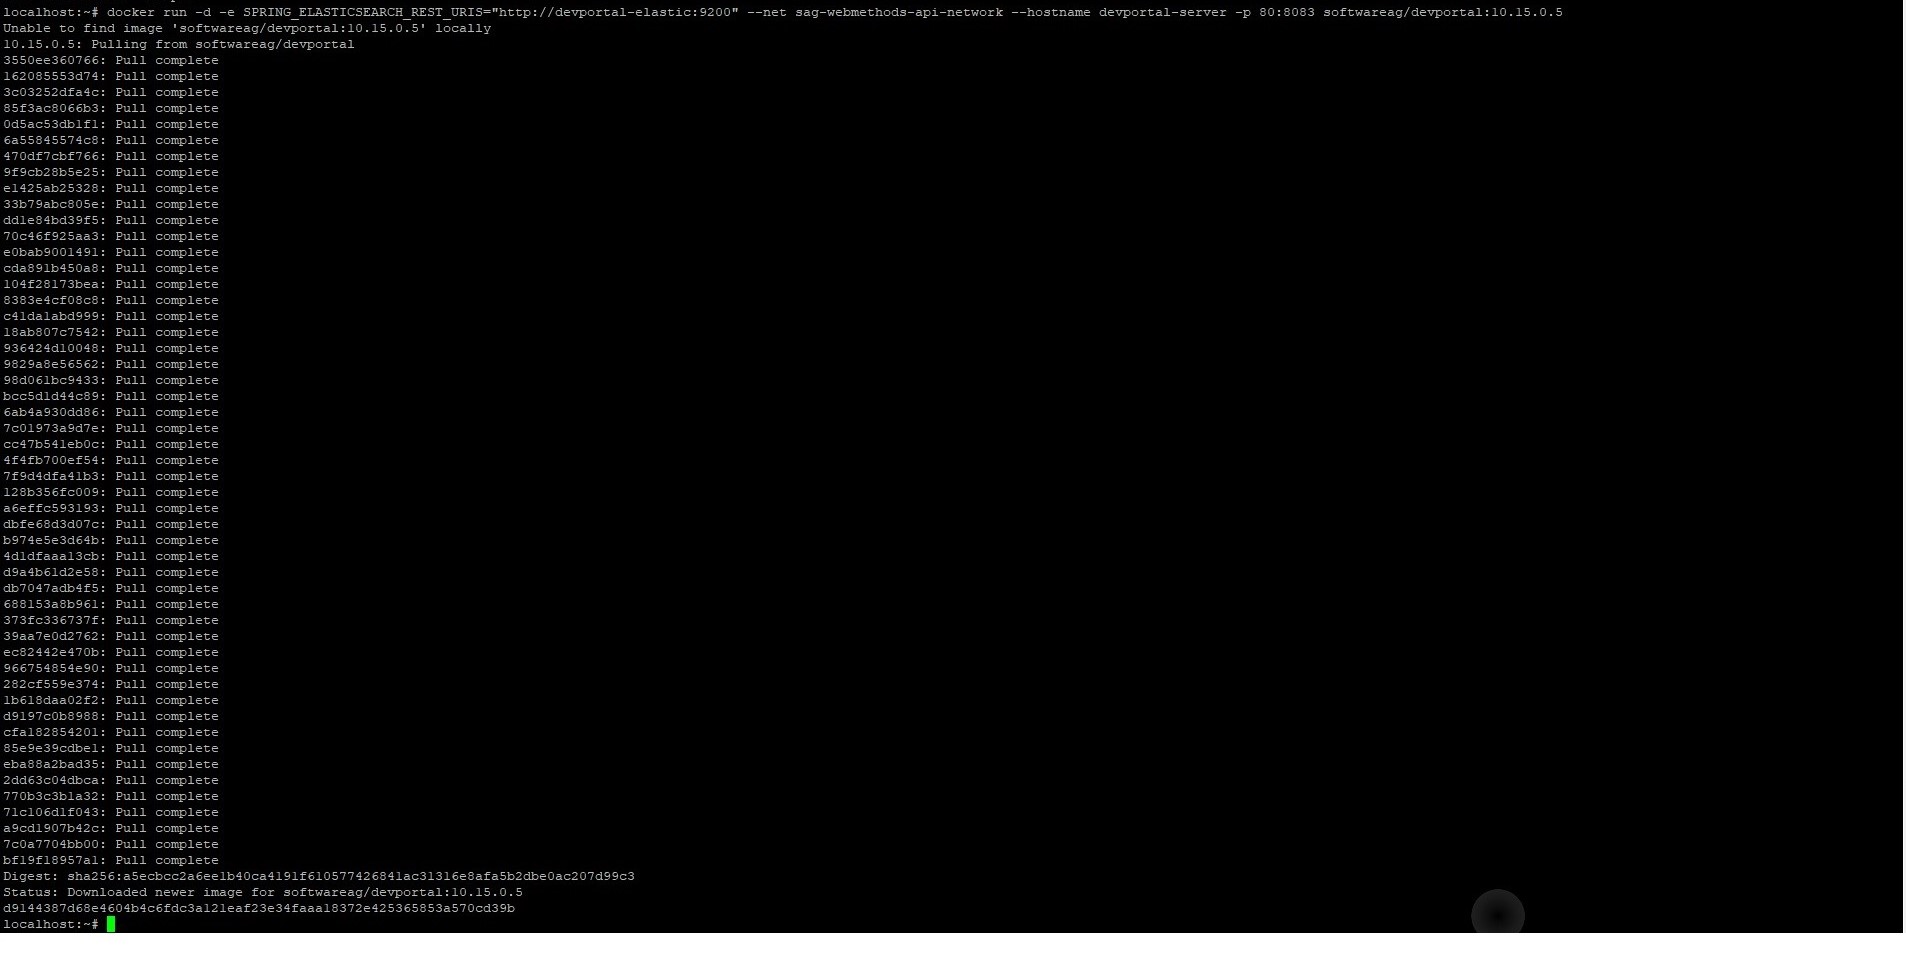 localhost:~# docker run -d -e SPRING_ELASTICSEARCH_REST_URIS="http://devportal-elastic:9200" --net sag-webmethods-api-network --hostname devportal-server -p 80:8083 softwareag/devportal:10.15.0.5
Unable to find image 'softwareag/devportal:10.15.0.5' locally
10.15.0.5: Pulling from softwareag/devportal
3550ee360766: Pull complete
162085553d74: Pull complete
3c03252dfa4c: Pull complete
85f3ac8066b3: Pull complete
0d5ac53db1f1: Pull complete
6a55845574c8: Pull complete
470df7cbf766: Pull complete
9f9cb28b5e25: Pull complete
e1425ab25328: Pull complete
33b79abc805e: Pull complete
dd1e84bd39f5: Pull complete
70c46f925aa3: Pull complete
e0bab9001491: Pull complete
cda891b450a8: Pull complete
104f28173bea: Pull complete
8383e4cf08c8: Pull complete
c41da1abd999: Pull complete
18ab807c7542: Pull complete
936424d10048: Pull complete
9829a8e56562: Pull complete
98d061bc9433: Pull complete
bcc5d1d44c89: Pull complete
6ab4a930dd86: Pull complete
7c01973a9d7e: Pull complete
cc47b541eb0c: Pull complete
4f4fb700ef54: Pull complete
7f9d4dfa41b3: Pull complete
128b356fc009: Pull complete
a6effc593193: Pull complete
dbfe68d3d07c: Pull complete
b974e5e3d64b: Pull complete
4d1dfaaa13cb: Pull complete
d9a4b61d2e58: Pull complete
db7047adb4f5: Pull complete
688153a8b961: Pull complete
373fc336737f: Pull complete
39aa7e0d2762: Pull complete
ec82442e470b: Pull complete
966754854e90: Pull complete
282cf559e374: Pull complete
1b618daa02f2: Pull complete
d9197c0b8988: Pull complete
cfa182854201: Pull complete
85e9e39cdbe1: Pull complete
eba88a2bad35: Pull complete
2dd63c04dbca: Pull complete
770b3c3b1a32: Pull complete
71c106d1f043: Pull complete
a9cd1907b42c: Pull complete
7c0a7704bb00: Pull complete
bf19f18957a1: Pull complete
Digest: sha256:a5ecbcc2a6ee1b40ca4191f610577426841ac31316e8afa5b2dbe0ac207d99c3
Status: Downloaded newer image for softwareag/devportal:10.15.0.5
d9144387d68e4604b4c6fdc3a121eaf23e34faaa18372e425365853a570cd39b
localhost:~#